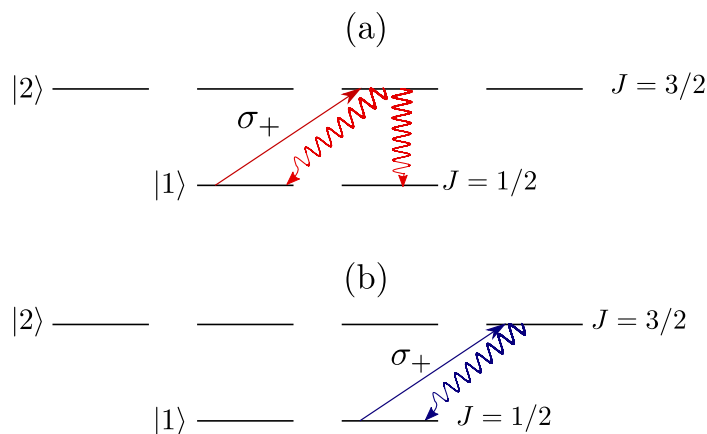 (a)
|2⟩ J = 3/2
σ₊
|1⟩ J = 1/2
(b)
|2⟩ J = 3/2
σ₊
|1⟩ J = 1/2